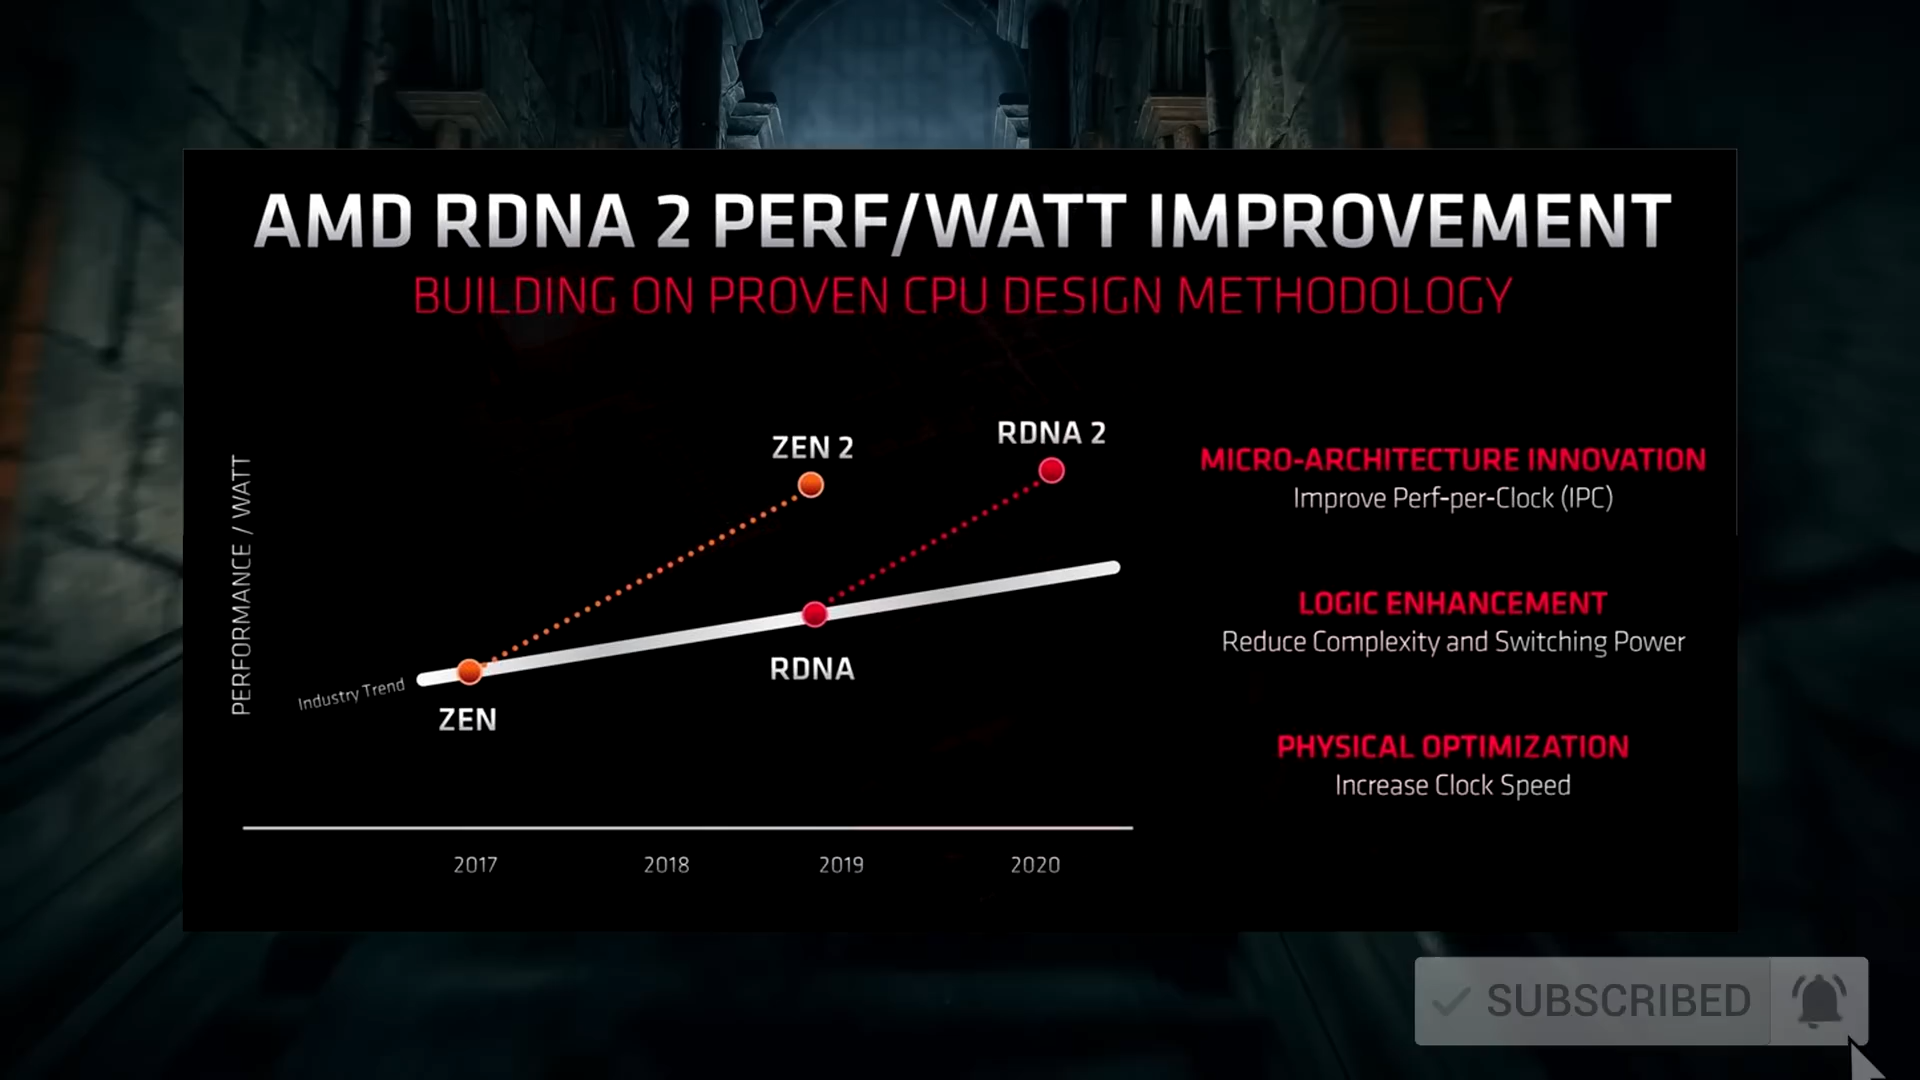 AMD RDNA 2 PERF/WATT IMPROVEMENT
BUILDING ON PROVEN CPU DESIGN METHODOLOGY
PERFORMANCE / WATT
ZEN 2
RDNA 2
Industry Trend
ZEN
RDNA
2017
2018
2019
2020
MICRO-ARCHITECTURE INNOVATION
Improve Perf-per-Clock (IPC)
LOGIC ENHANCEMENT
Reduce Complexity and Switching Power
PHYSICAL OPTIMIZATION
Increase Clock Speed
SUBSCRIBED